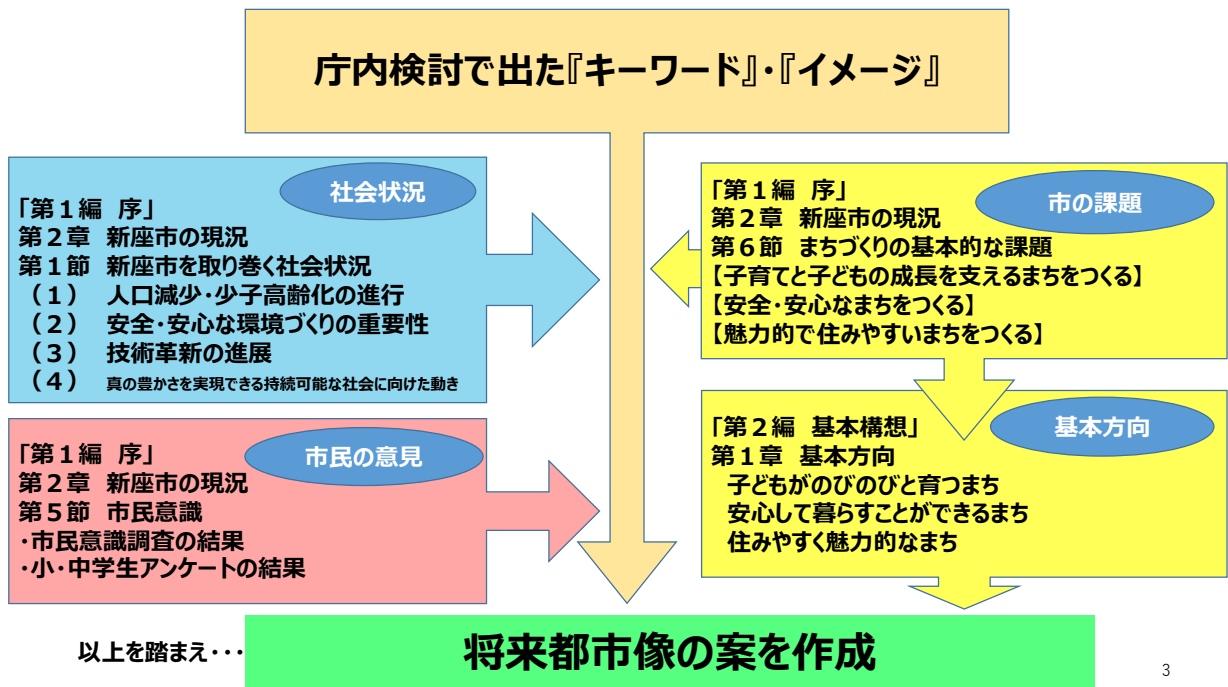 庁内検討で出た『キーワード』・『イメージ』
社会状況
「第１編 序」
第２章 新座市の現況
第１節 新座市を取り巻く社会状況
（１） 人口減少・少子高齢化の進行
（２） 安全・安心な環境づくりの重要性
（３） 技術革新の進展
（４） 真の豊かさを実現できる持続可能な社会に向けた動き
市民の意見
「第１編 序」
第２章 新座市の現況
第５節 市民意識
・市民意識調査の結果
・小・中学生アンケートの結果
市の課題
「第１編 序」
第２章 新座市の現況
第６節 まちづくりの基本的な課題
【子育てと子どもの成長を支えるまちをつくる】
【安全・安心なまちをつくる】
【魅力的で住みやすいまちをつくる】
基本方向
「第２編 基本構想」
第１章 基本方向
子どもがのびのびと育つまち
安心して暮らすことができるまち
住みやすく魅力的なまち
以上を踏まえ･･･
将来都市像の案を作成
3